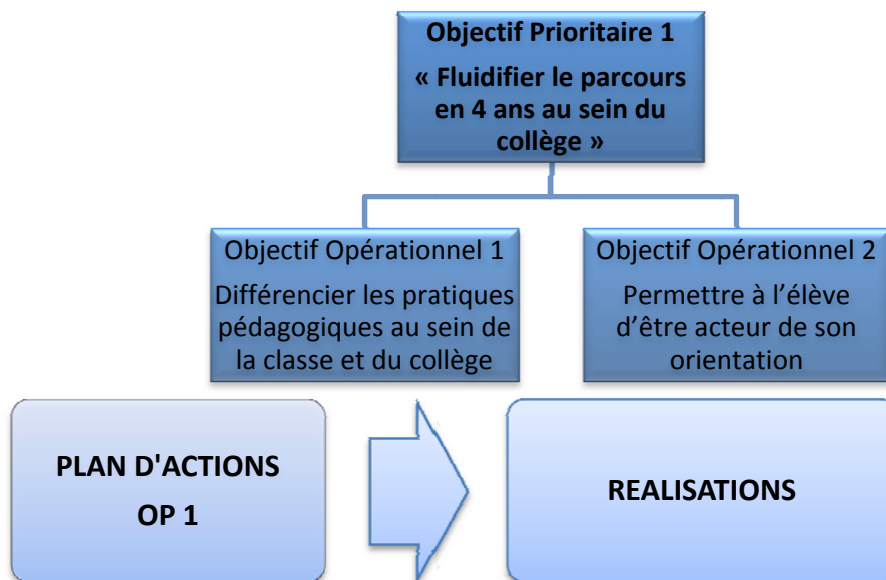 Objectif Prioritaire 1
« Fluidifier le parcours
en 4 ans au sein du
collège »
Objectif Opérationnel 1
Différencier les pratiques
pédagogiques au sein de
la classe et du collège
Objectif Opérationnel 2
Permettre à l’élève
d’être acteur de son
orientation
PLAN D'ACTIONS
OP 1
REALISATIONS